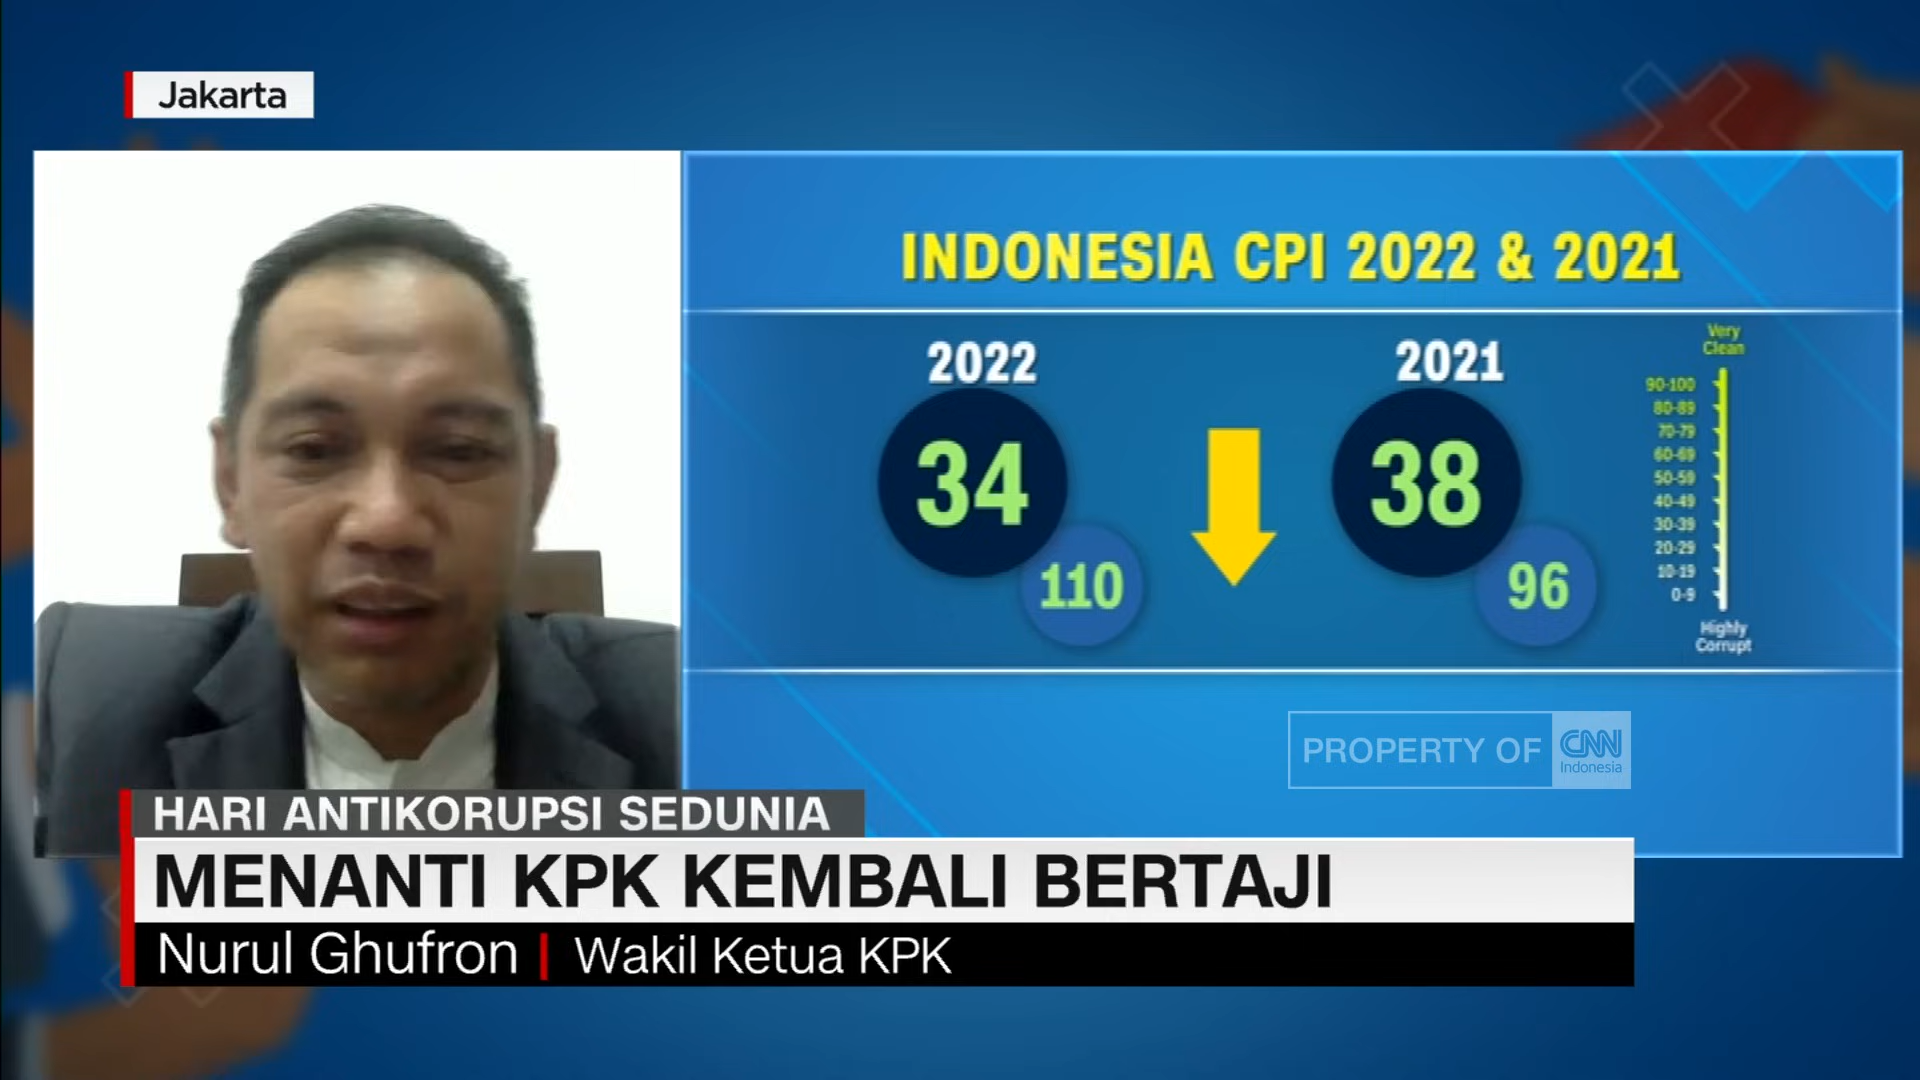 Jakarta
INDONESIA CPI 2022 & 2021
2022
2021
34
110
38
96
Very
Clean
90-100
80-89
70-79
60-69
50-59
40-49
30-39
20-29
10-19
0-9
Highly
Corrupt
PROPERTY OF CNN
Indonesia
HARI ANTIKORUPSI SEDUNIA
MENANTI KPK KEMBALI BERTAJI
Nurul Ghufron | Wakil Ketua KPK